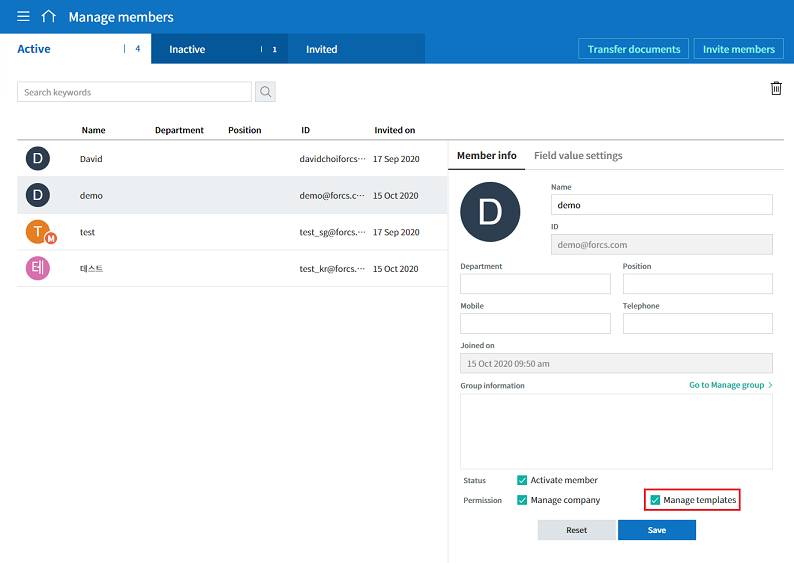 Manage members
Active 4 Inactive 1 Invited Transfer documents Invite members
Search keywords
Name Department Position ID Invited on
D David davidchoiforcs··· 17 Sep 2020
D demo demo@forcs.c··· 15 Oct 2020
T M test test_sg@forcs.··· 17 Sep 2020
테 테스트 test_kr@forcs.··· 15 Oct 2020
Member info Field value settings
D
Name
demo
ID
demo@forcs.com
Department Position
Mobile Telephone
Joined on
15 Oct 2020 09:50 am
Group information Go to Manage group
Status Activate member
Permission Manage company Manage templates
Reset Save